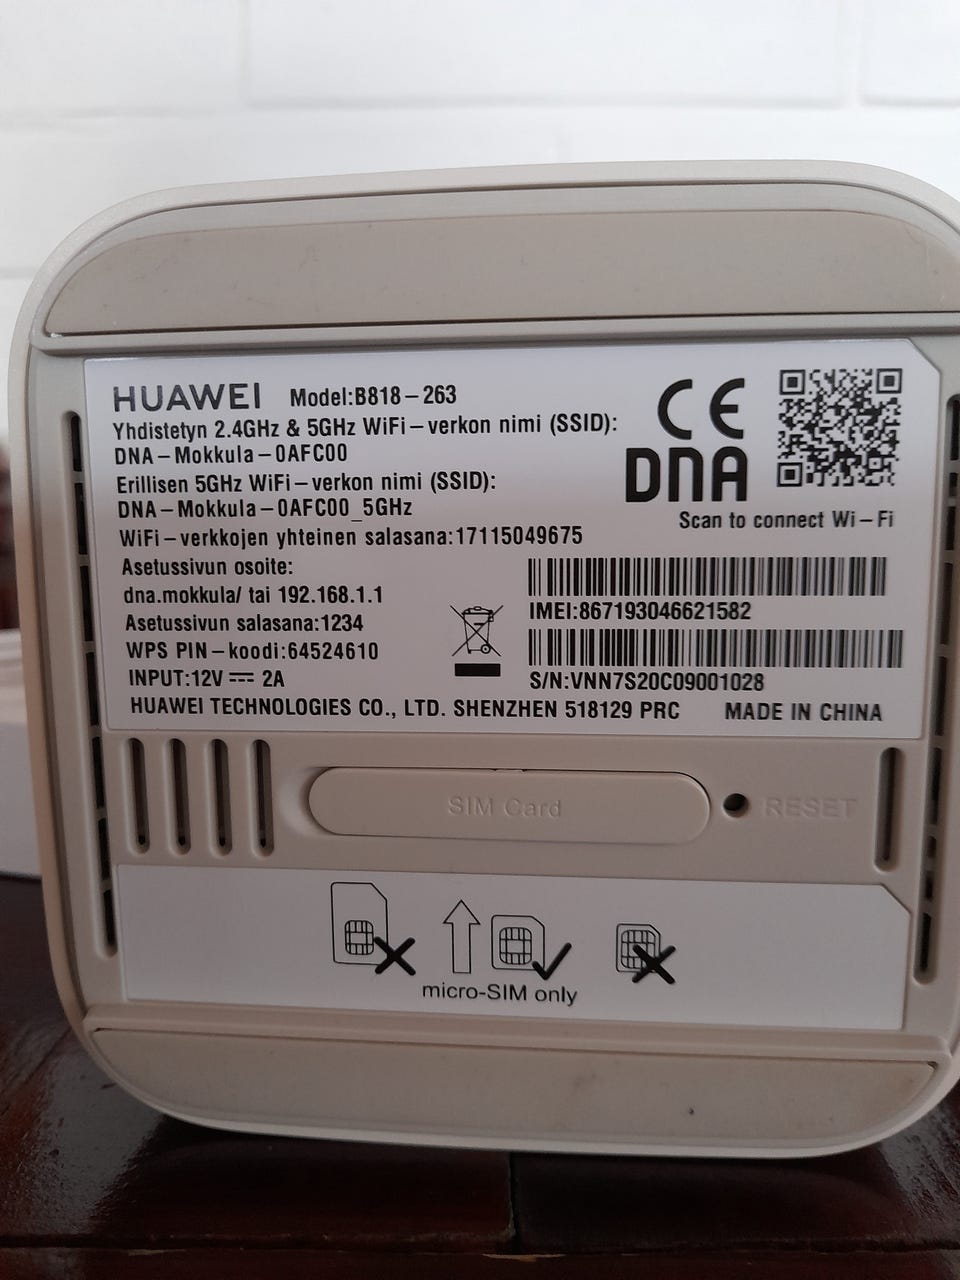 HUAWEI Model:B818-263
Yhdistetyn 2.4GHz & 5GHz WiFi-verkon nimi (SSID):
DNA-Mokkula-0AFC00
Erillisen 5GHz WiFi-verkon nimi (SSID):
DNA-Mokkula-0AFC00_5GHz
WiFi-verkkojen yhteinen salasana:17115049675
Asetussivun osoite:
dna.mokkula/ tai 192.168.1.1
Asetussivun salasana:1234
WPS PIN-koodi:64524610
INPUT:12V ⎓ 2A
CE
DNA
Scan to connect Wi-Fi
IMEI:867193046621582
S/N:VNN7S20C09001028
HUAWEI TECHNOLOGIES CO., LTD. SHENZHEN 518129 PRC MADE IN CHINA
SIM Card RESET
micro-SIM only